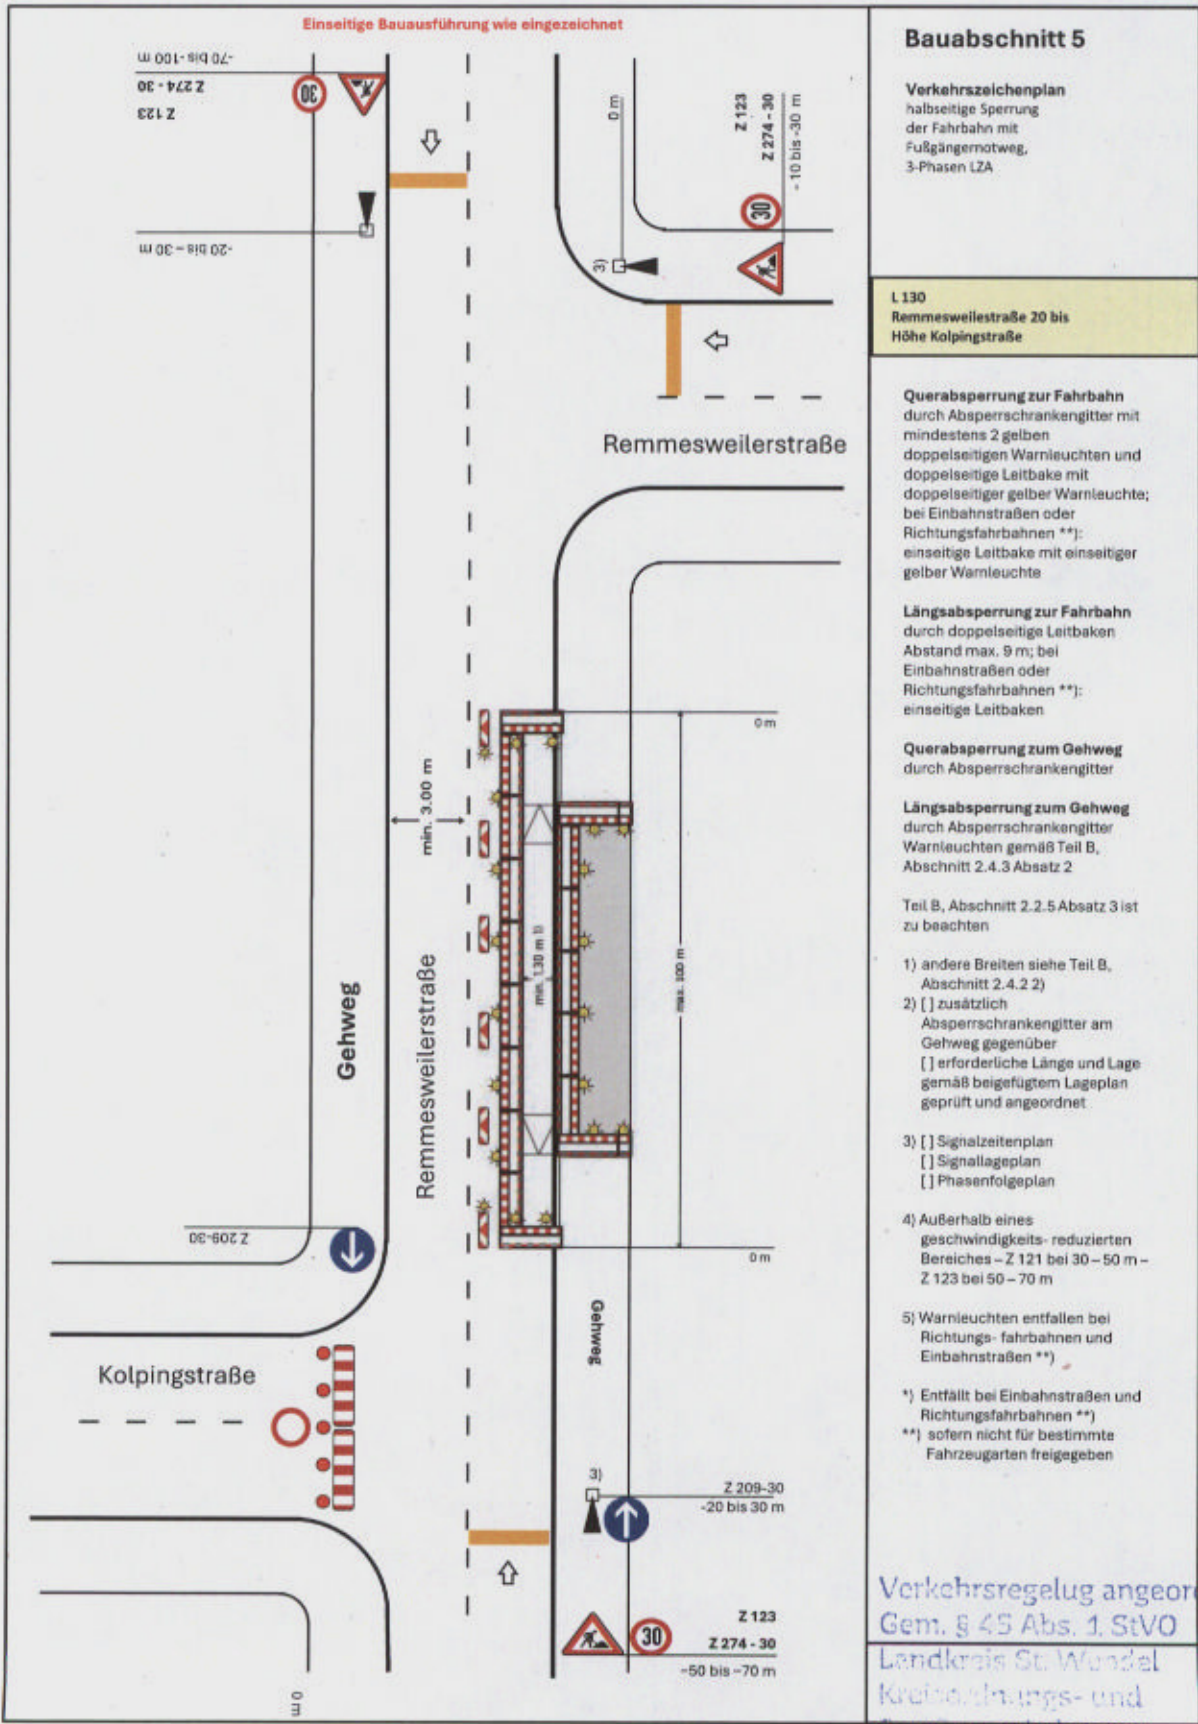 Einseitige Bauausführung wie eingezeichnet
-70 bis -100 m
Z 274 - 30
Z 123
30
-20 bis – 30 m
0 m
Z 123
Z 274 - 30
- 10 bis -30 m
30
3)
Remmesweilerstraße
0 m
min. 3.00 m
min. 1,30 m 1)
max. 100 m
Gehweg
Remmesweilerstraße
Z 209-30
0 m
Gehweg
Kolpingstraße
3)
Z 209-30
-20 bis 30 m
30
Z 123
Z 274 - 30
-50 bis -70 m
0 m
Bauabschnitt 5
Verkehrszeichenplan
halbseitige Sperrung
der Fahrbahn mit
Fußgängernotweg,
3-Phasen LZA
L 130
Remmesweilestraße 20 bis
Höhe Kolpingstraße
Querabsperrung zur Fahrbahn
durch Absperrschrankengitter mit
mindestens 2 gelben
doppelseitigen Warnleuchten und
doppelseitige Leitbake mit
doppelseitiger gelber Warnleuchte;
bei Einbahnstraßen oder
Richtungsfahrbahnen **):
einseitige Leitbake mit einseitiger
gelber Warnleuchte
Längsabsperrung zur Fahrbahn
durch doppelseitige Leitbaken
Abstand max. 9 m; bei
Einbahnstraßen oder
Richtungsfahrbahnen **):
einseitige Leitbaken
Querabsperrung zum Gehweg
durch Absperrschrankengitter
Längsabsperrung zum Gehweg
durch Absperrschrankengitter
Warnleuchten gemäß Teil B,
Abschnitt 2.4.3 Absatz 2
Teil B, Abschnitt 2.2.5 Absatz 3 ist
zu beachten
1) andere Breiten siehe Teil B,
Abschnitt 2.4.2 2)
2) [ ] zusätzlich
Absperrschrankengitter am
Gehweg gegenüber
[ ] erforderliche Länge und Lage
gemäß beigefügtem Lageplan
geprüft und angeordnet
3) [ ] Signalzeitenplan
[ ] Signallageplan
[ ] Phasenfolgeplan
4) Außerhalb eines
geschwindigkeits- reduzierten
Bereiches – Z 121 bei 30 – 50 m –
Z 123 bei 50 – 70 m
5) Warnleuchten entfallen bei
Richtungs- fahrbahnen und
Einbahnstraßen **)
*) Entfällt bei Einbahnstraßen und
Richtungsfahrbahnen **)
**) sofern nicht für bestimmte
Fahrzeugarten freigegeben
Verkehrsregelug angeor
Gem. § 45 Abs. 1. StVO
Landkreis St. Wendel
Kreisordnungs- und